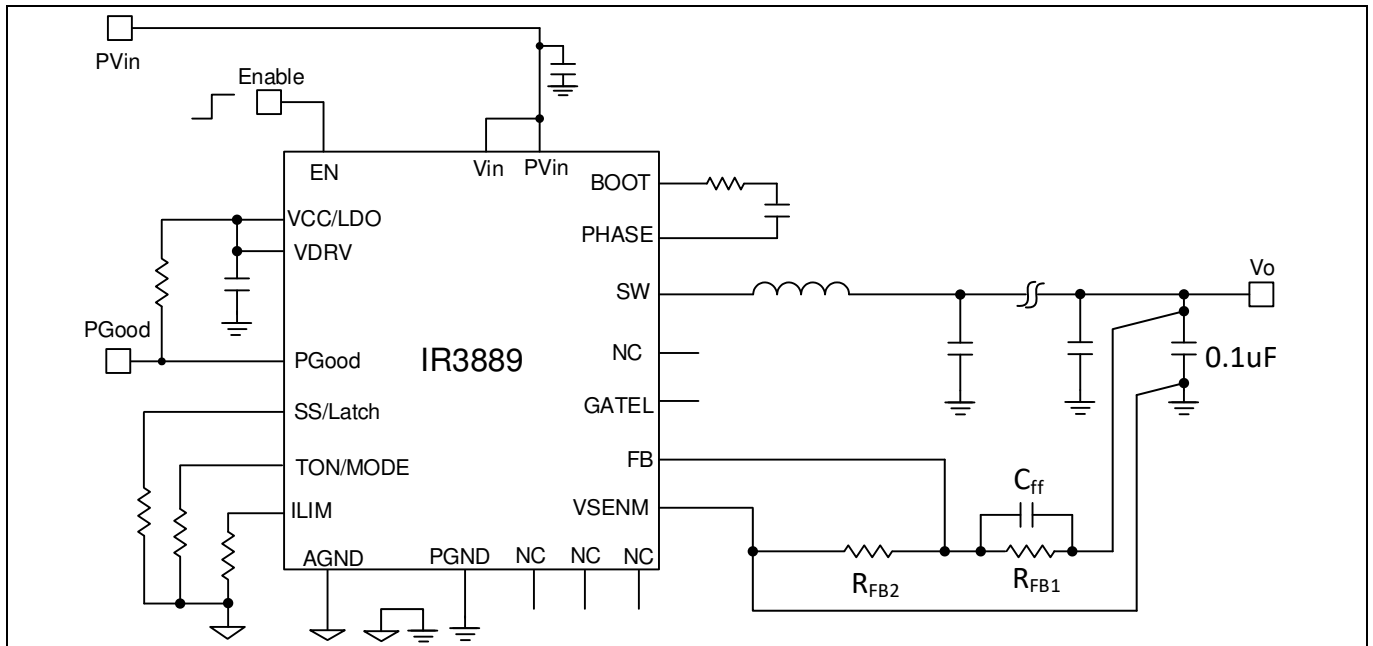 PVin
Enable
EN
Vin
PVin
BOOT
VCC/LDO
PHASE
VDRV
SW
Vo
PGood
PGood
IR3889
NC
0.1uF
SS/Latch
GATEL
TON/MODE
FB
Cff
ILIM
VSENM
AGND
PGND
NC
NC
NC
RFB2
RFB1